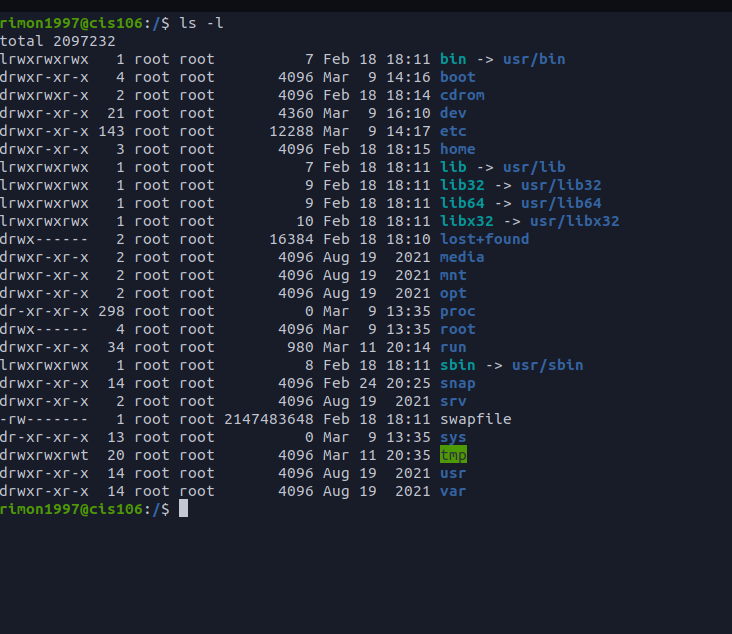 rimon1997@cis106:/$ ls -l
total 2097232
lrwxrwxrwx   1 root root          7 Feb 18 18:11 bin -> usr/bin
drwxr-xr-x   4 root root       4096 Mar  9 14:16 boot
drwxrwxr-x   2 root root       4096 Feb 18 18:14 cdrom
drwxr-xr-x  21 root root       4360 Mar  9 16:10 dev
drwxr-xr-x 143 root root      12288 Mar  9 14:17 etc
drwxr-xr-x   3 root root       4096 Feb 18 18:15 home
lrwxrwxrwx   1 root root          7 Feb 18 18:11 lib -> usr/lib
lrwxrwxrwx   1 root root          9 Feb 18 18:11 lib32 -> usr/lib32
lrwxrwxrwx   1 root root          9 Feb 18 18:11 lib64 -> usr/lib64
lrwxrwxrwx   1 root root         10 Feb 18 18:11 libx32 -> usr/libx32
drwx------   2 root root      16384 Feb 18 18:10 lost+found
drwxr-xr-x   2 root root       4096 Aug 19  2021 media
drwxr-xr-x   2 root root       4096 Aug 19  2021 mnt
drwxr-xr-x   2 root root       4096 Aug 19  2021 opt
dr-xr-xr-x 298 root root          0 Mar  9 13:35 proc
drwx------   4 root root       4096 Mar  9 13:35 root
drwxr-xr-x  34 root root        980 Mar 11 20:14 run
lrwxrwxrwx   1 root root          8 Feb 18 18:11 sbin -> usr/sbin
drwxr-xr-x  14 root root       4096 Feb 24 20:25 snap
drwxr-xr-x   2 root root       4096 Aug 19  2021 srv
-rw-------   1 root root 2147483648 Feb 18 18:11 swapfile
dr-xr-xr-x  13 root root          0 Mar  9 13:35 sys
drwxrwxrwt  20 root root       4096 Mar 11 20:35 tmp
drwxr-xr-x  14 root root       4096 Aug 19  2021 usr
drwxr-xr-x  14 root root       4096 Aug 19  2021 var
rimon1997@cis106:/$